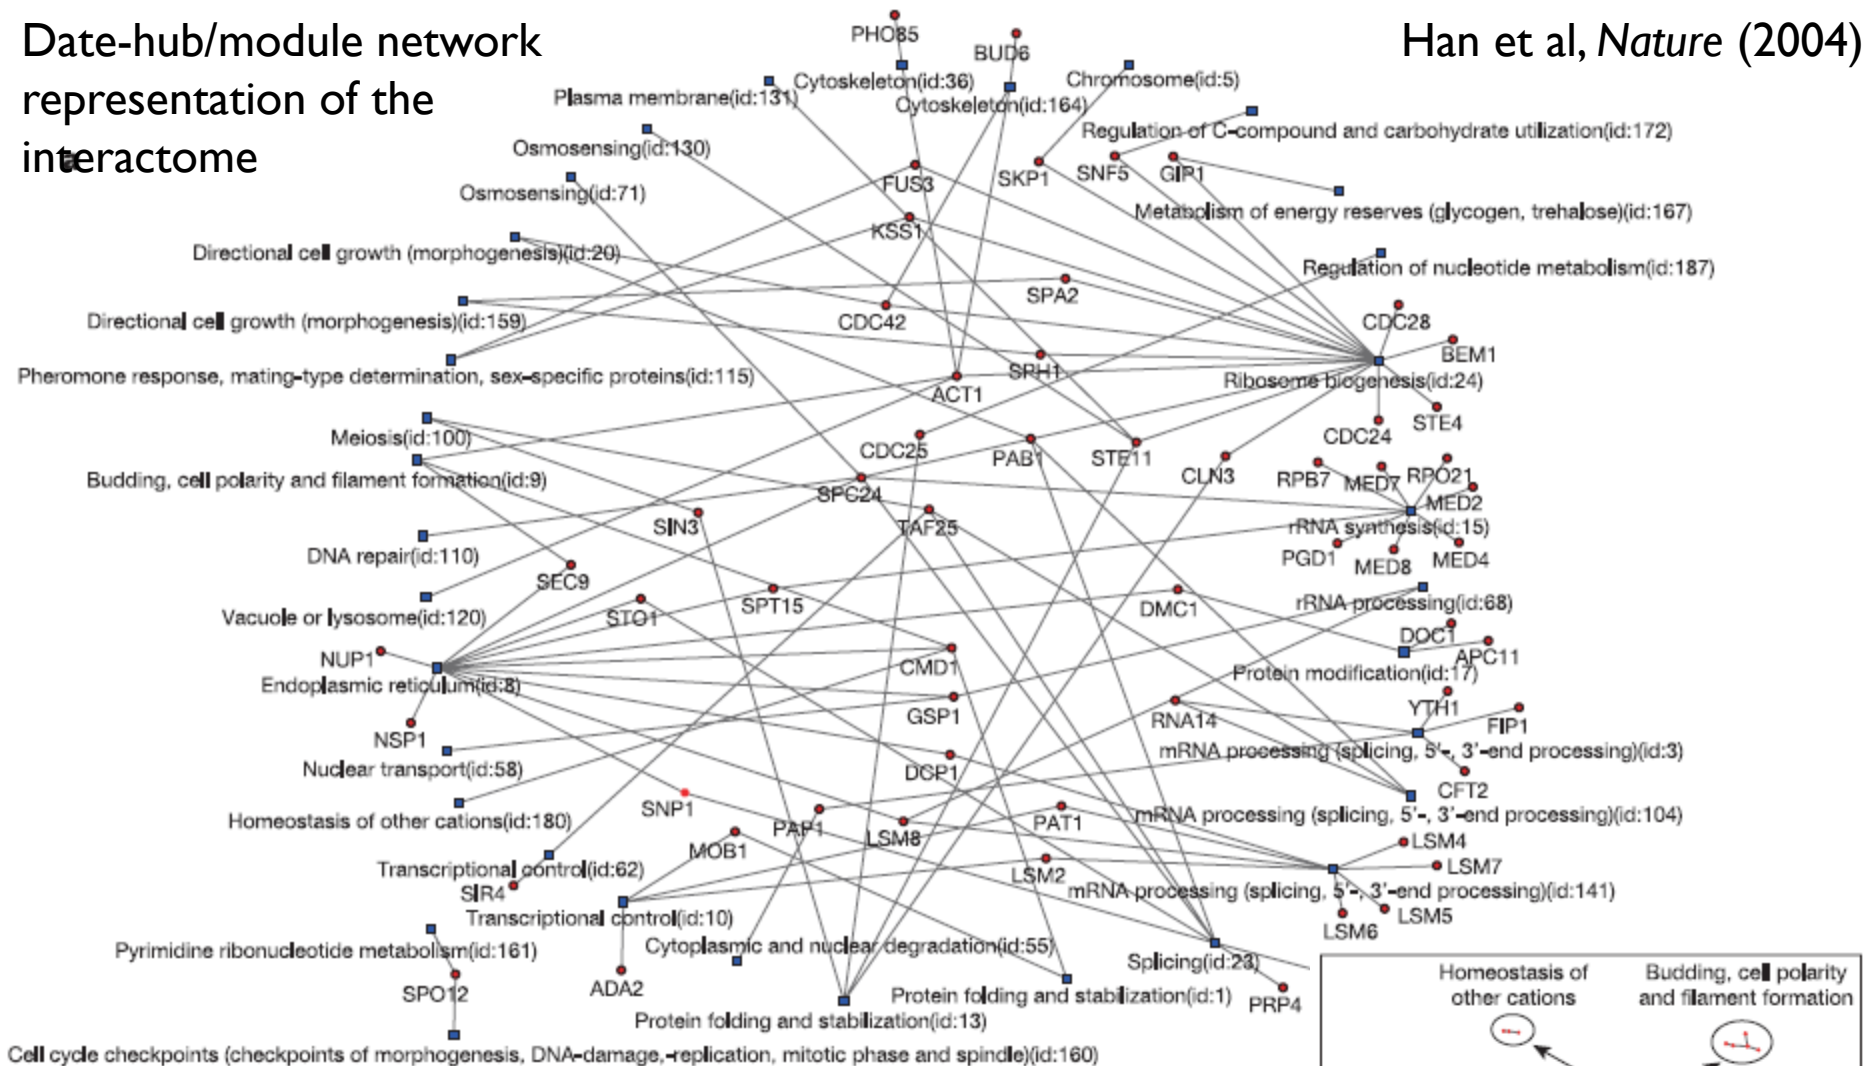 Date-hub/module network
representation of the
interactome
Han et al, Nature (2004)
PHO85
BUD6
Cytoskeleton(id:36)
Chromosome(id:5)
Plasma membrane(id:131)
Cytoskeleton(id:164)
Regulation of C-compound and carbohydrate utilization(id:172)
Osmosensing(id:130)
FUS3
SKP1
SNF5
GIP1
Osmosensing(id:71)
Metabolism of energy reserves (glycogen, trehalose)(id:167)
KSS1
Directional cell growth (morphogenesis)(id:20)
Regulation of nucleotide metabolism(id:187)
SPA2
Directional cell growth (morphogenesis)(id:159)
CDC42
CDC28
BEM1
Pheromone response, mating-type determination, sex-specific proteins(id:115)
SPH1
Ribosome biogenesis(id:24)
ACT1
STE4
Meiosis(id:100)
CDC24
CDC25
PAB1
STE11
CLN3
RPB7
MED7
RPO21
Budding, cell polarity and filament formation(id:9)
SPC24
MED2
SIN3
TAF25
rRNA synthesis(id:15)
DNA repair(id:110)
PGD1
MED8
MED4
SEC9
Vacuole or lysosome(id:120)
STO1
SPT15
DMC1
rRNA processing(id:68)
DOC1
NUP1
CMD1
APC11
Endoplasmic reticulum(id:8)
Protein modification(id:17)
GSP1
RNA14
YTH1
FIP1
NSP1
mRNA processing (splicing, 5'-, 3'-end processing)(id:3)
Nuclear transport(id:58)
DCP1
CFT2
SNP1
Homeostasis of other cations(id:180)
PAP1
LSM8
PAT1
mRNA processing (splicing, 5'-, 3'-end processing)(id:104)
MOB1
LSM4
Transcriptional control(id:62)
LSM2
LSM7
SIR4
mRNA processing (splicing, 5'-, 3'-end processing)(id:141)
Transcriptional control(id:10)
LSM6
LSM5
Pyrimidine ribonucleotide metabolism(id:161)
Cytoplasmic and nuclear degradation(id:55)
Splicing(id:23)
SPO12
ADA2
Protein folding and stabilization(id:1)
PRP4
Homeostasis of
other cations
Budding, cell polarity
and filament formation
Protein folding and stabilization(id:13)
Cell cycle checkpoints (checkpoints of morphogenesis, DNA-damage,-replication, mitotic phase and spindle)(id:160)